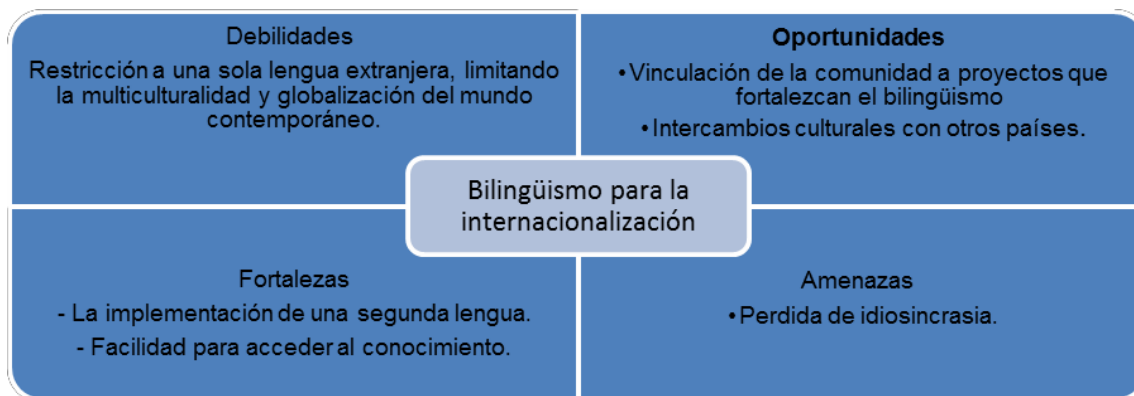 Debilidades
Restricción a una sola lengua extranjera, limitando
la multiculturalidad y globalización del mundo
contemporáneo.
Oportunidades
•Vinculación de la comunidad a proyectos que
fortalezcan el bilingüismo
•Intercambios culturales con otros países.
Bilingüismo para la
internacionalización
Fortalezas
- La implementación de una segunda lengua.
- Facilidad para acceder al conocimiento.
Amenazas
•Perdida de idiosincrasia.